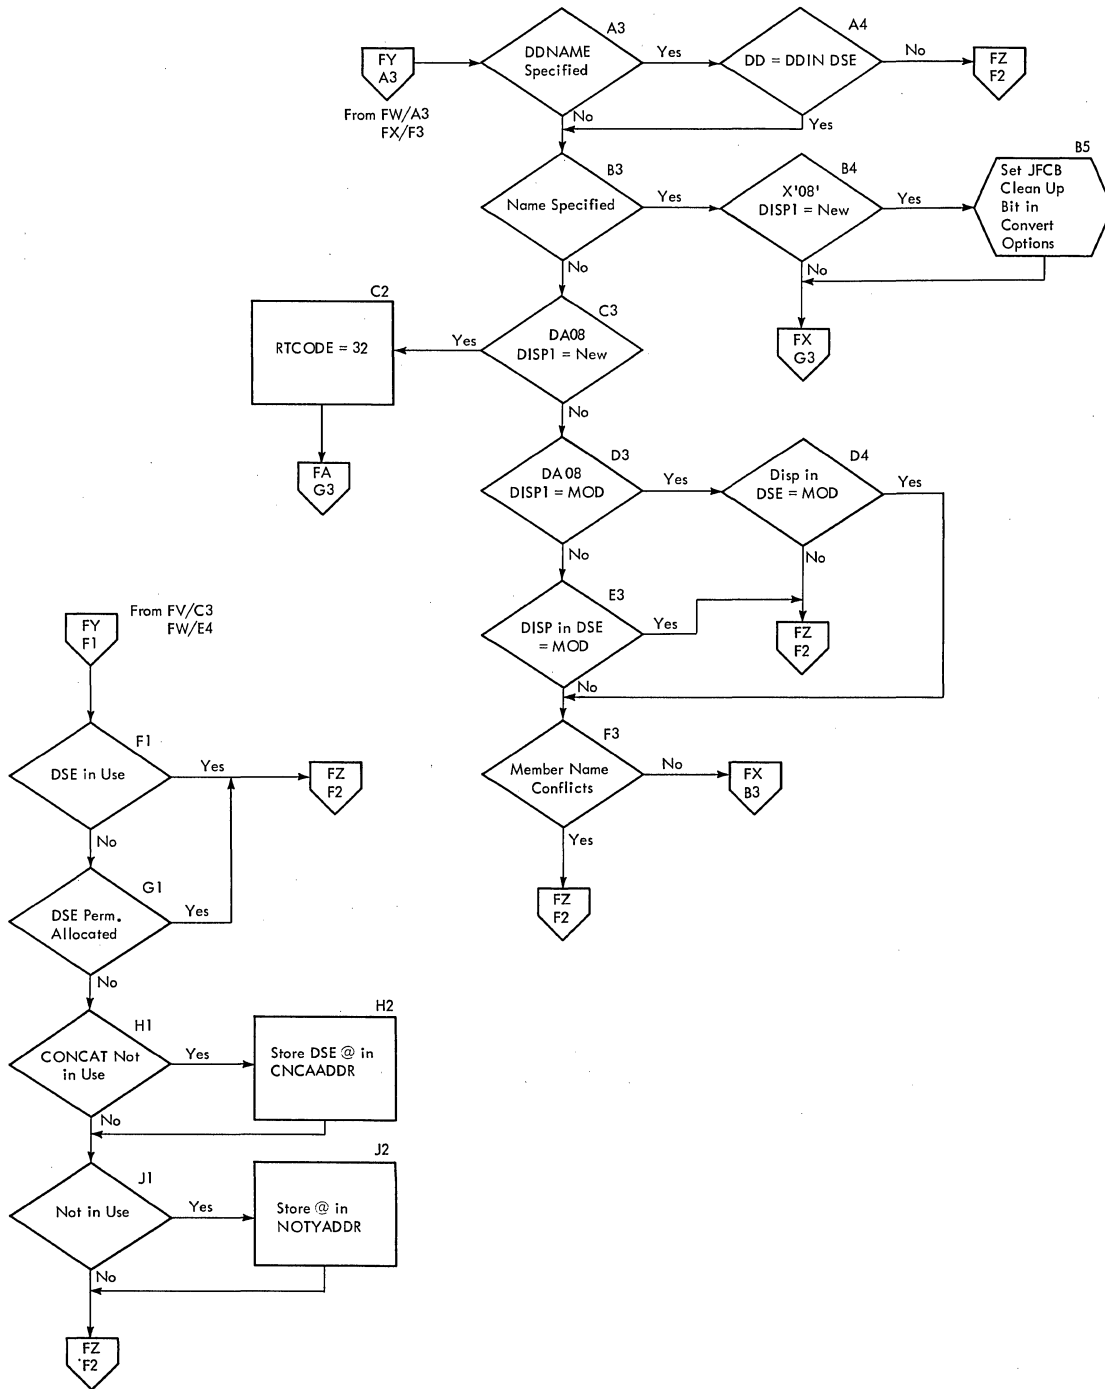 A3
A4
FY
A3
DDNAME
Specified
Yes
DD = DDIN DSE
No
FZ
F2
From FW/A3
FX/F3
No
Yes
B3
B4
B5
Name Specified
Yes
X'08'
DISP1 = New
Yes
Set JFCB
Clean Up
Bit in
Convert
Options
No
No
C2
C3
RTCODE = 32
Yes
DA08
DISP1 = New
FX
G3
No
FA
G3
D3
D4
DA 08
DISP1 = MOD
Yes
Disp in
DSE = MOD
Yes
No
No
FY
F1
From FV/C3
FW/E4
E3
DISP in DSE
= MOD
Yes
FZ
F2
No
F1
F3
DSE in Use
Yes
FZ
F2
Member Name
Conflicts
No
FX
B3
No
Yes
G1
DSE Perm.
Allocated
Yes
FZ
F2
No
H1
H2
CONCAT Not
in Use
Yes
Store DSE @ in
CNCAADDR
No
J1
J2
Not in Use
Yes
Store @ in
NOTYADDR
No
FZ
F2